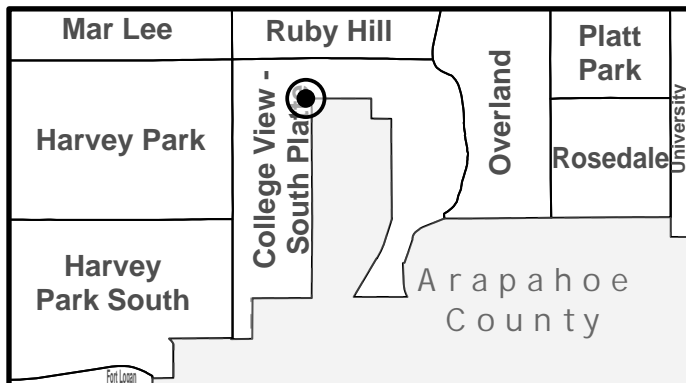 Mar Lee
Ruby Hill
Platt
Park
Harvey Park
College View -
South Platte
Overland
University
Rosedale
Harvey
Park South
Arapahoe
County
Fort Logan